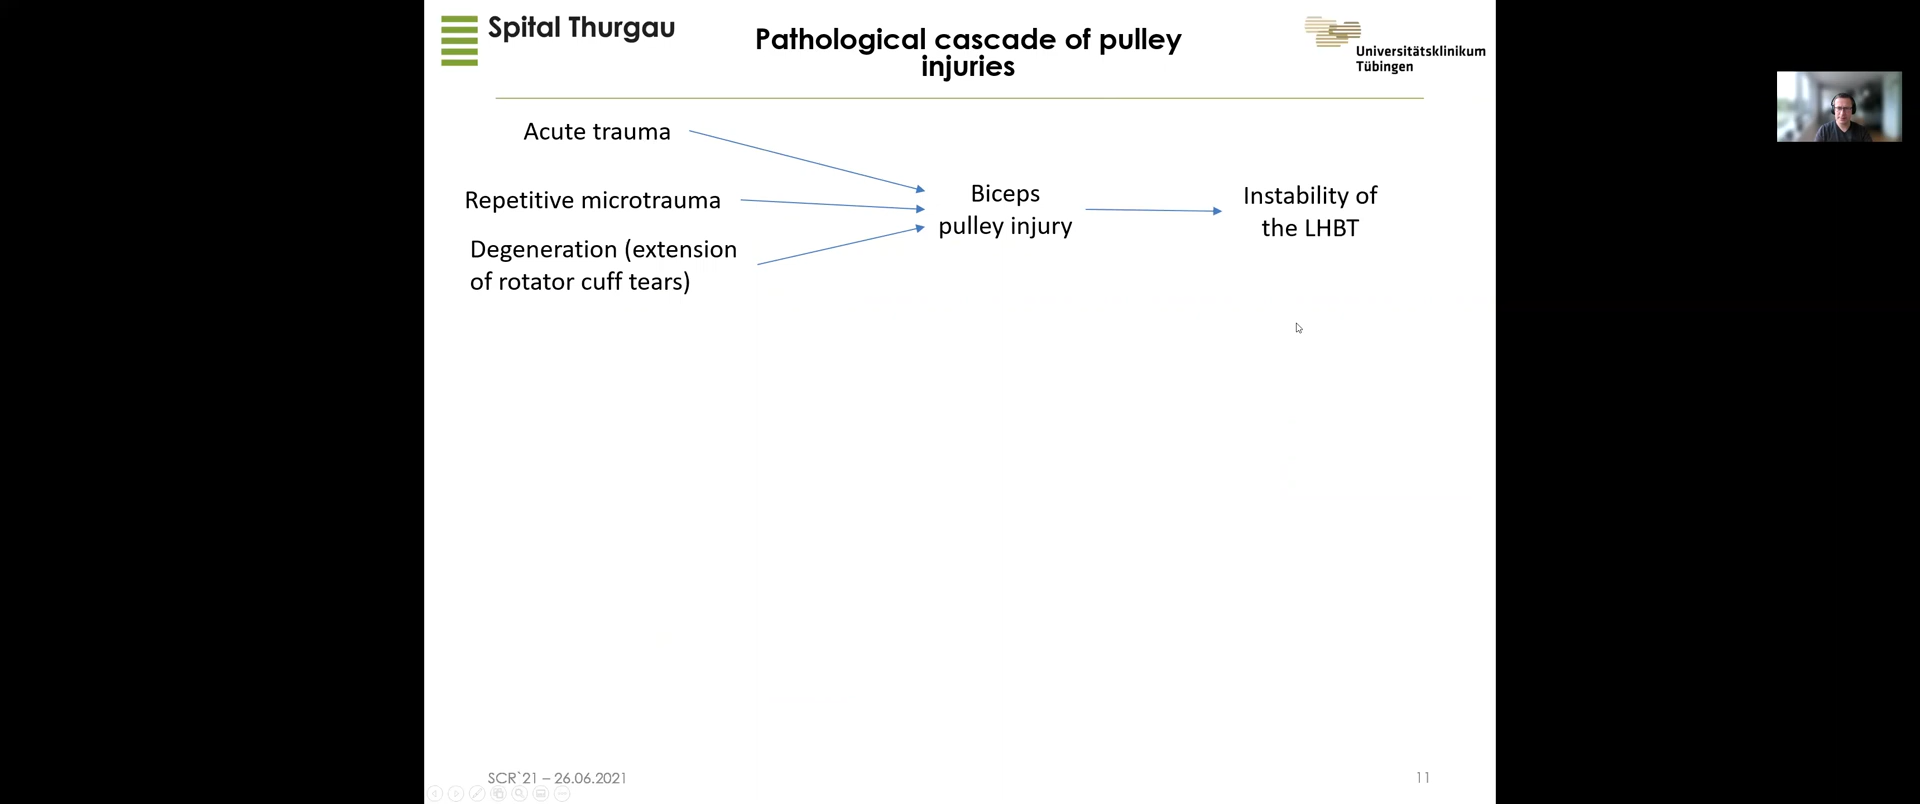 Spital Thurgau
Pathological cascade of pulley
injuries
Universitätsklinikum
Tübingen
Acute trauma
Repetitive microtrauma
Degeneration (extension
of rotator cuff tears)
Biceps
pulley injury
Instability of
the LHBT
SCR`21 – 26.06.2021
11